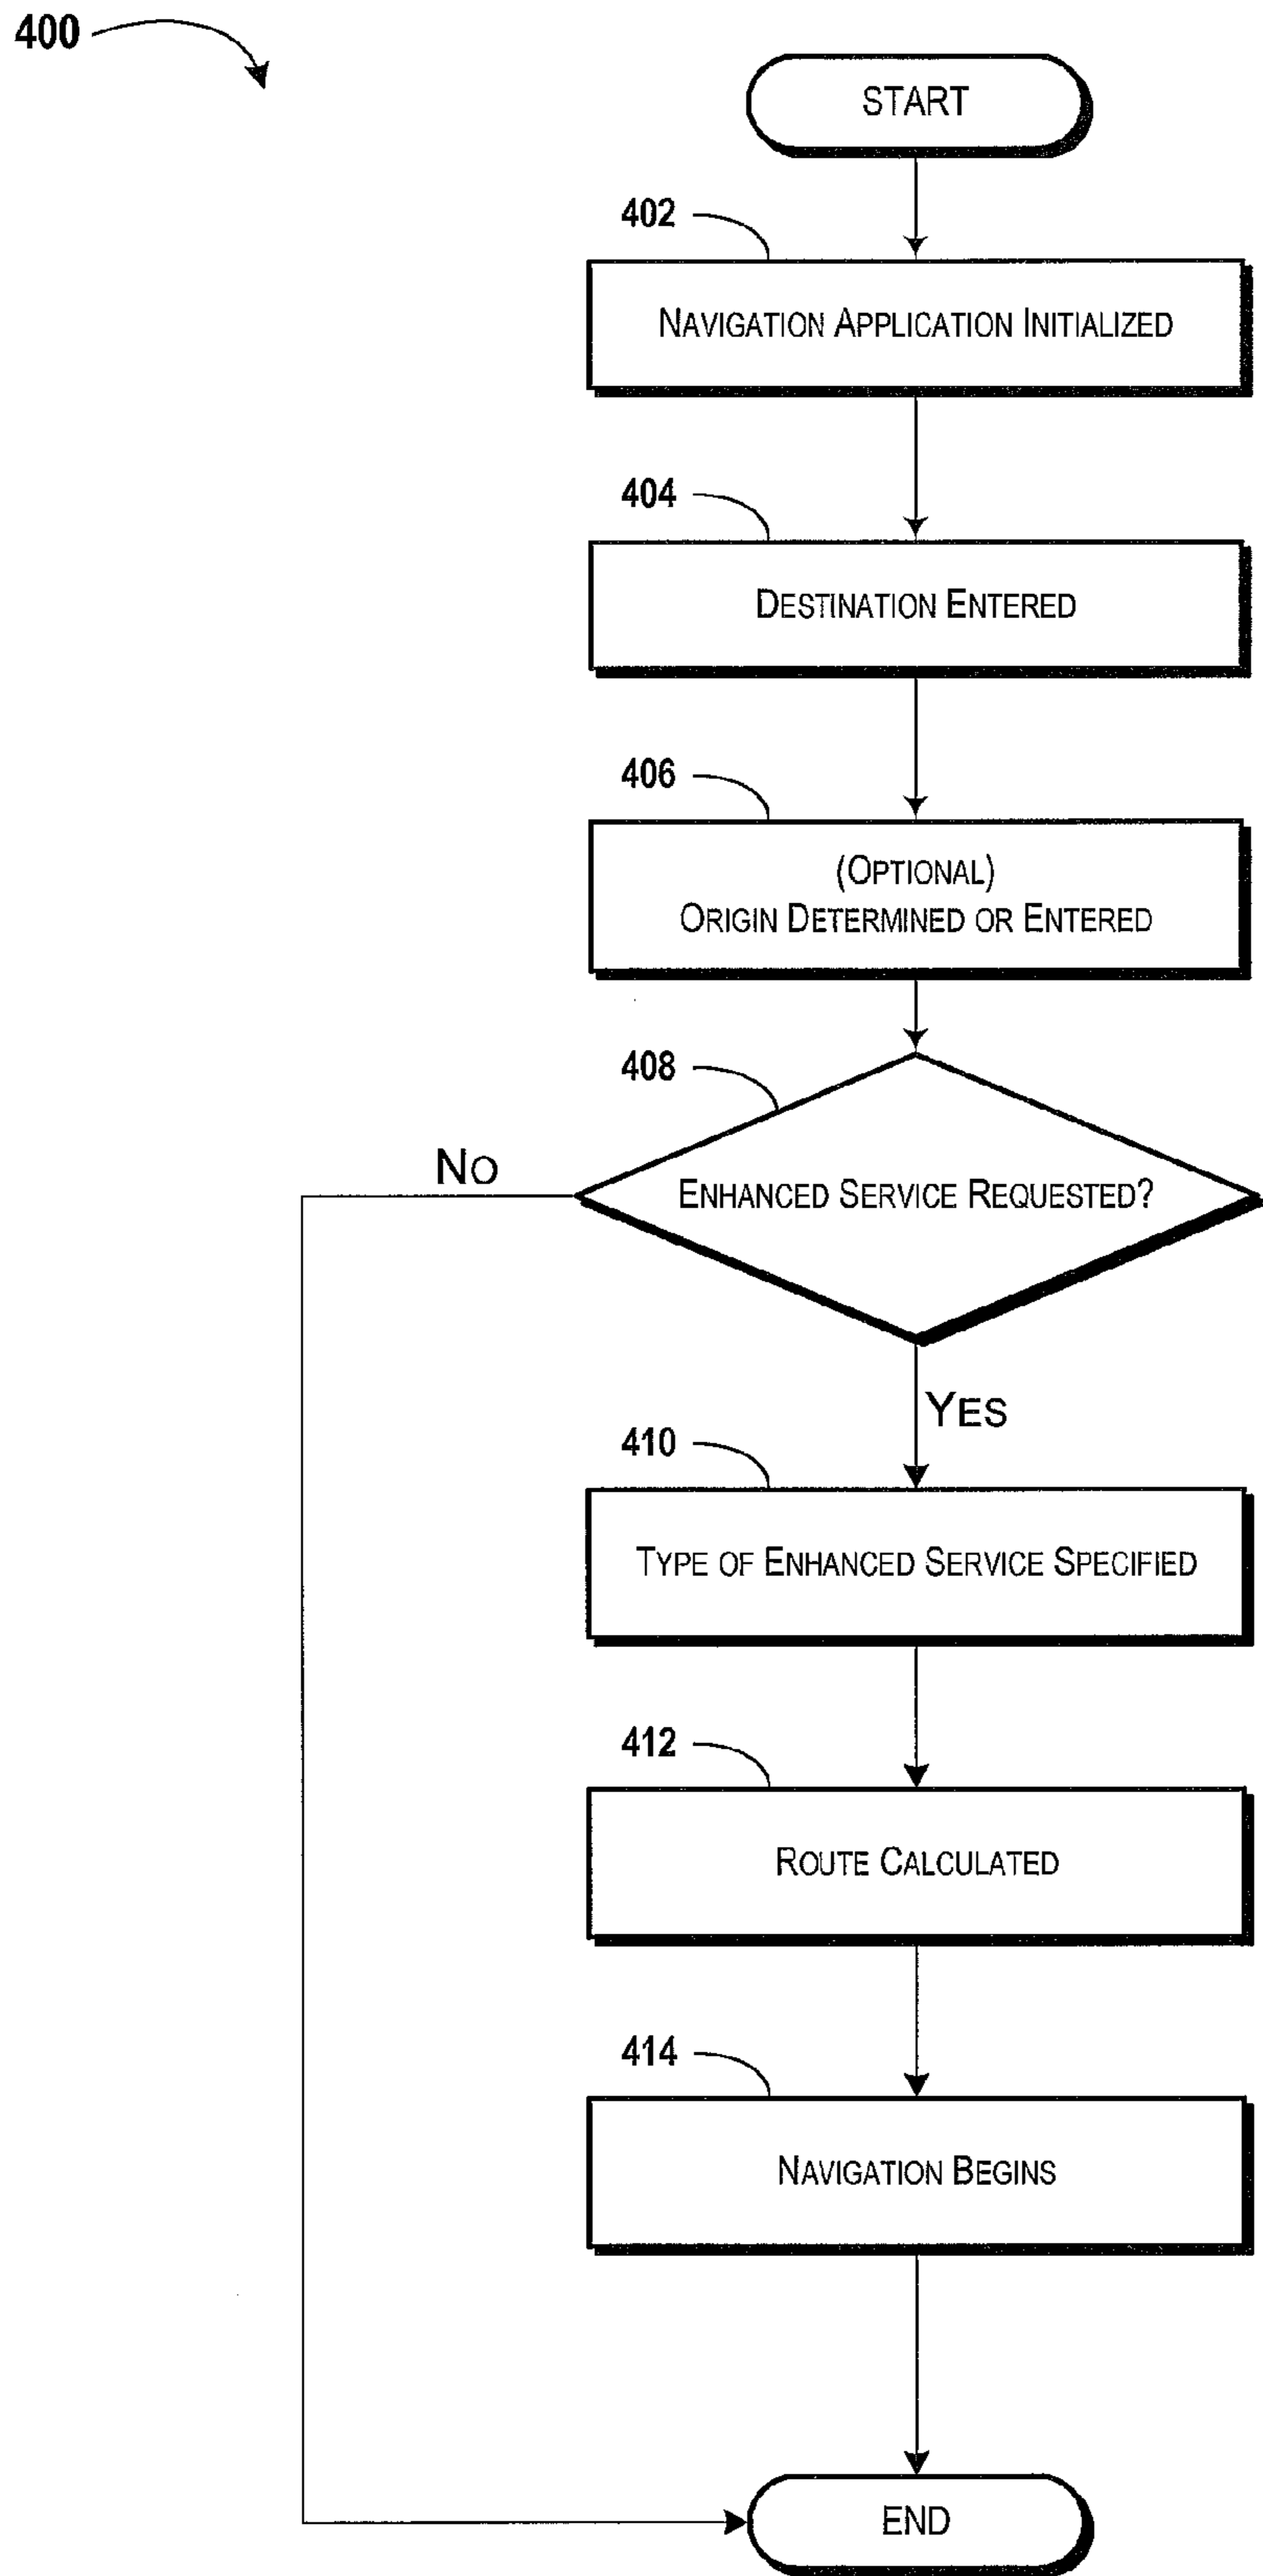 400
START
402
NAVIGATION APPLICATION INITIALIZED
404
DESTINATION ENTERED
406
(OPTIONAL)
ORIGIN DETERMINED OR ENTERED
408
NO
ENHANCED SERVICE REQUESTED?
YES
410
TYPE OF ENHANCED SERVICE SPECIFIED
412
ROUTE CALCULATED
414
NAVIGATION BEGINS
END